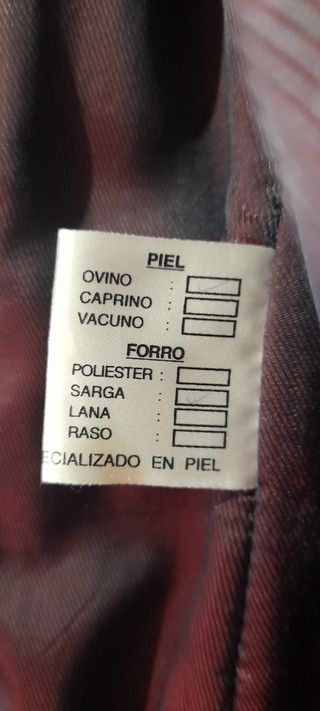 PIEL
OVINO :
CAPRINO :
VACUNO :
FORRO
POLIESTER :
SARGA :
LANA :
RASO :
ECIALIZADO EN PIEL